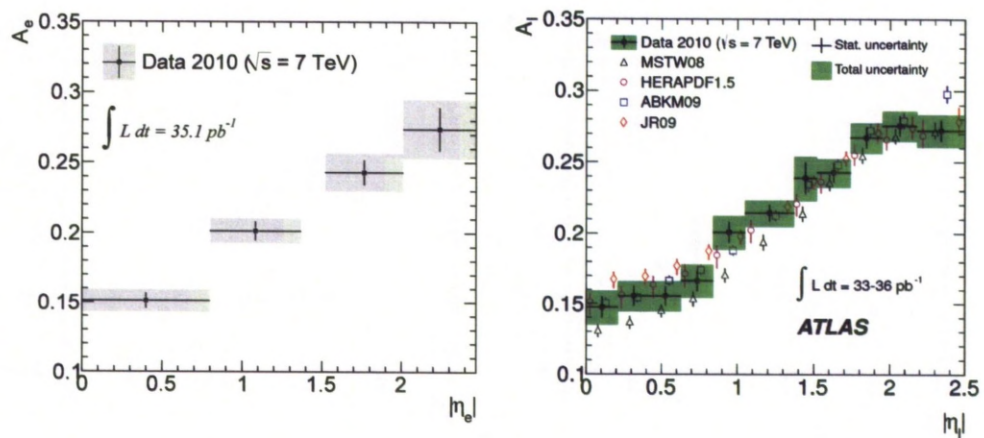 A_e
0.35
0.3
0.25
0.2
0.15
0.1
Data 2010 (√s = 7 TeV)
∫ L dt = 35.1 pb⁻¹
0 0.5 1 1.5 2
|η_e|
A_l
0.35
0.3
0.25
0.2
0.15
0.1
Data 2010 (√s = 7 TeV)
MSTW08
HERAPDF1.5
ABKM09
JR09
Stat. uncertainty
Total uncertainty
∫ L dt = 33-36 pb⁻¹
ATLAS
0 0.5 1 1.5 2 2.5
|η_l|